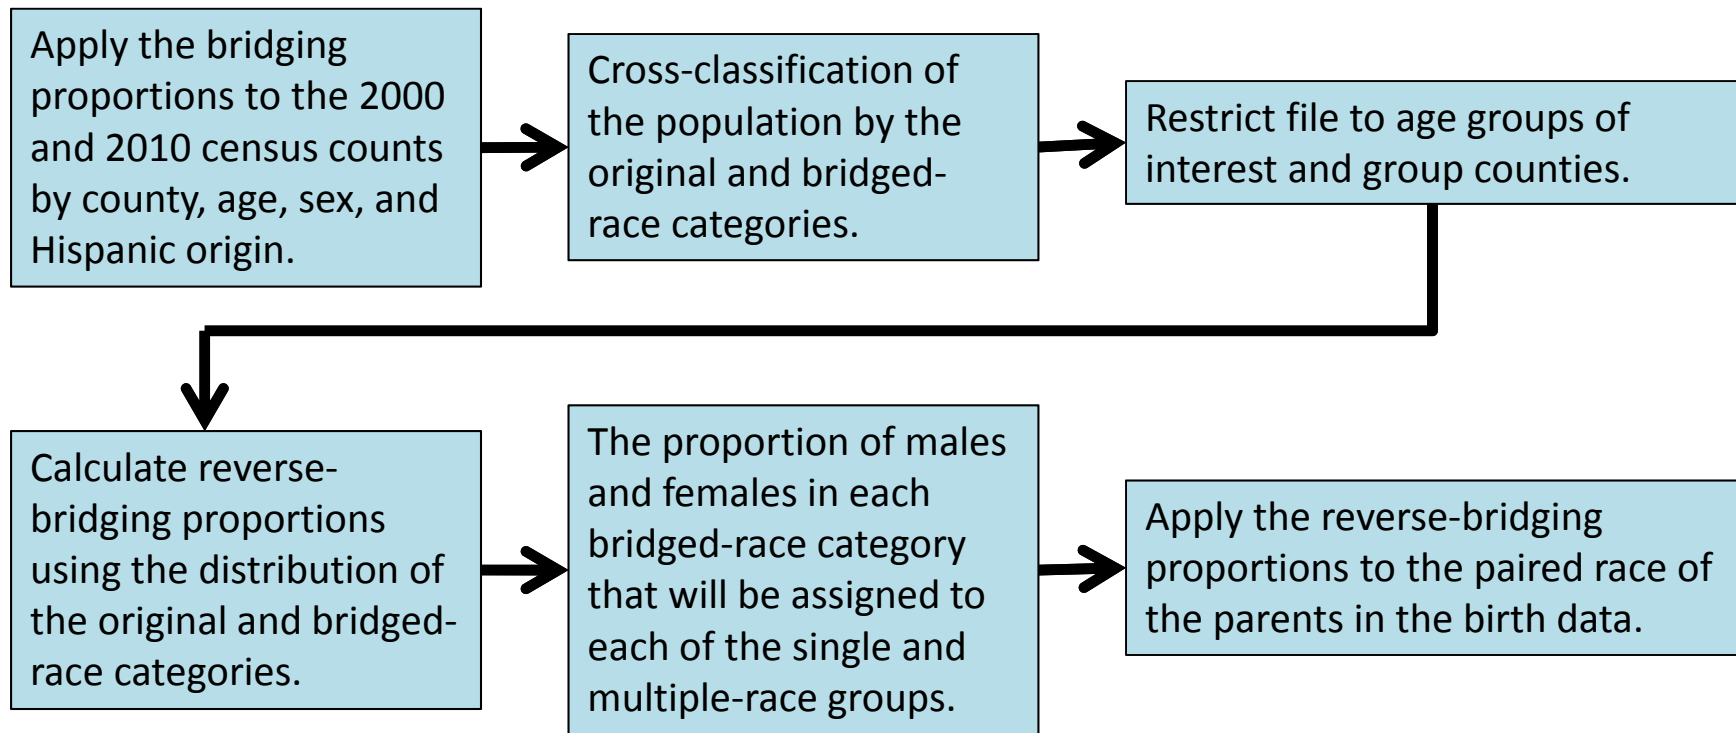 Apply the bridging
proportions to the 2000
and 2010 census counts
by county, age, sex, and
Hispanic origin.
Cross-classification of
the population by the
original and bridged-
race categories.
Restrict file to age groups of
interest and group counties.
Calculate reverse-
bridging proportions
using the distribution of
the original and bridged-
race categories.
The proportion of males
and females in each
bridged-race category
that will be assigned to
each of the single and
multiple-race groups.
Apply the reverse-bridging
proportions to the paired race of
the parents in the birth data.